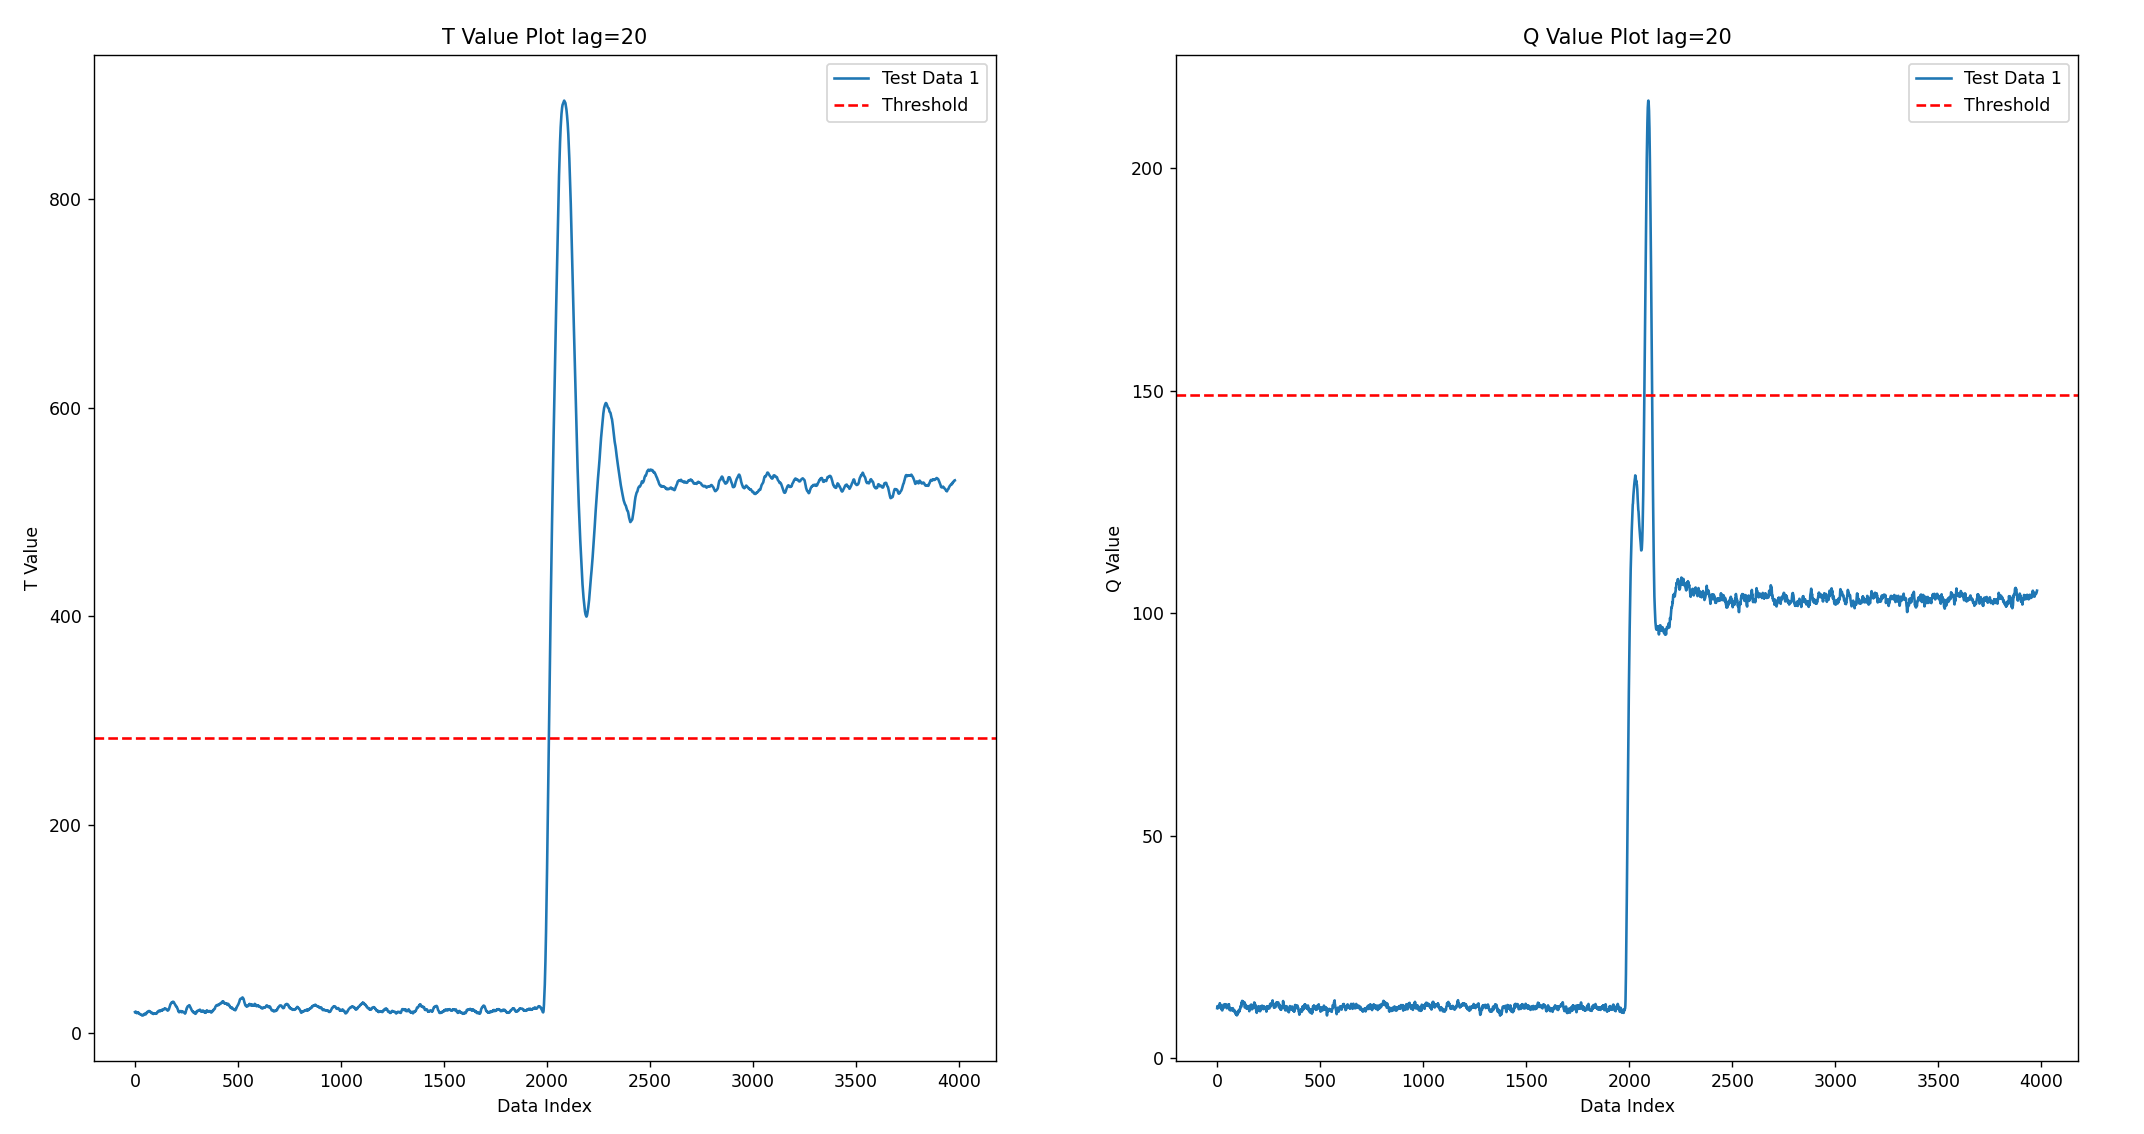 T Value Plot lag=20
Test Data 1
Threshold
800
600
400
200
0
T Value
0 500 1000 1500 2000 2500 3000 3500 4000
Data Index
Q Value Plot lag=20
Test Data 1
Threshold
200
150
100
50
0
Q Value
0 500 1000 1500 2000 2500 3000 3500 4000
Data Index